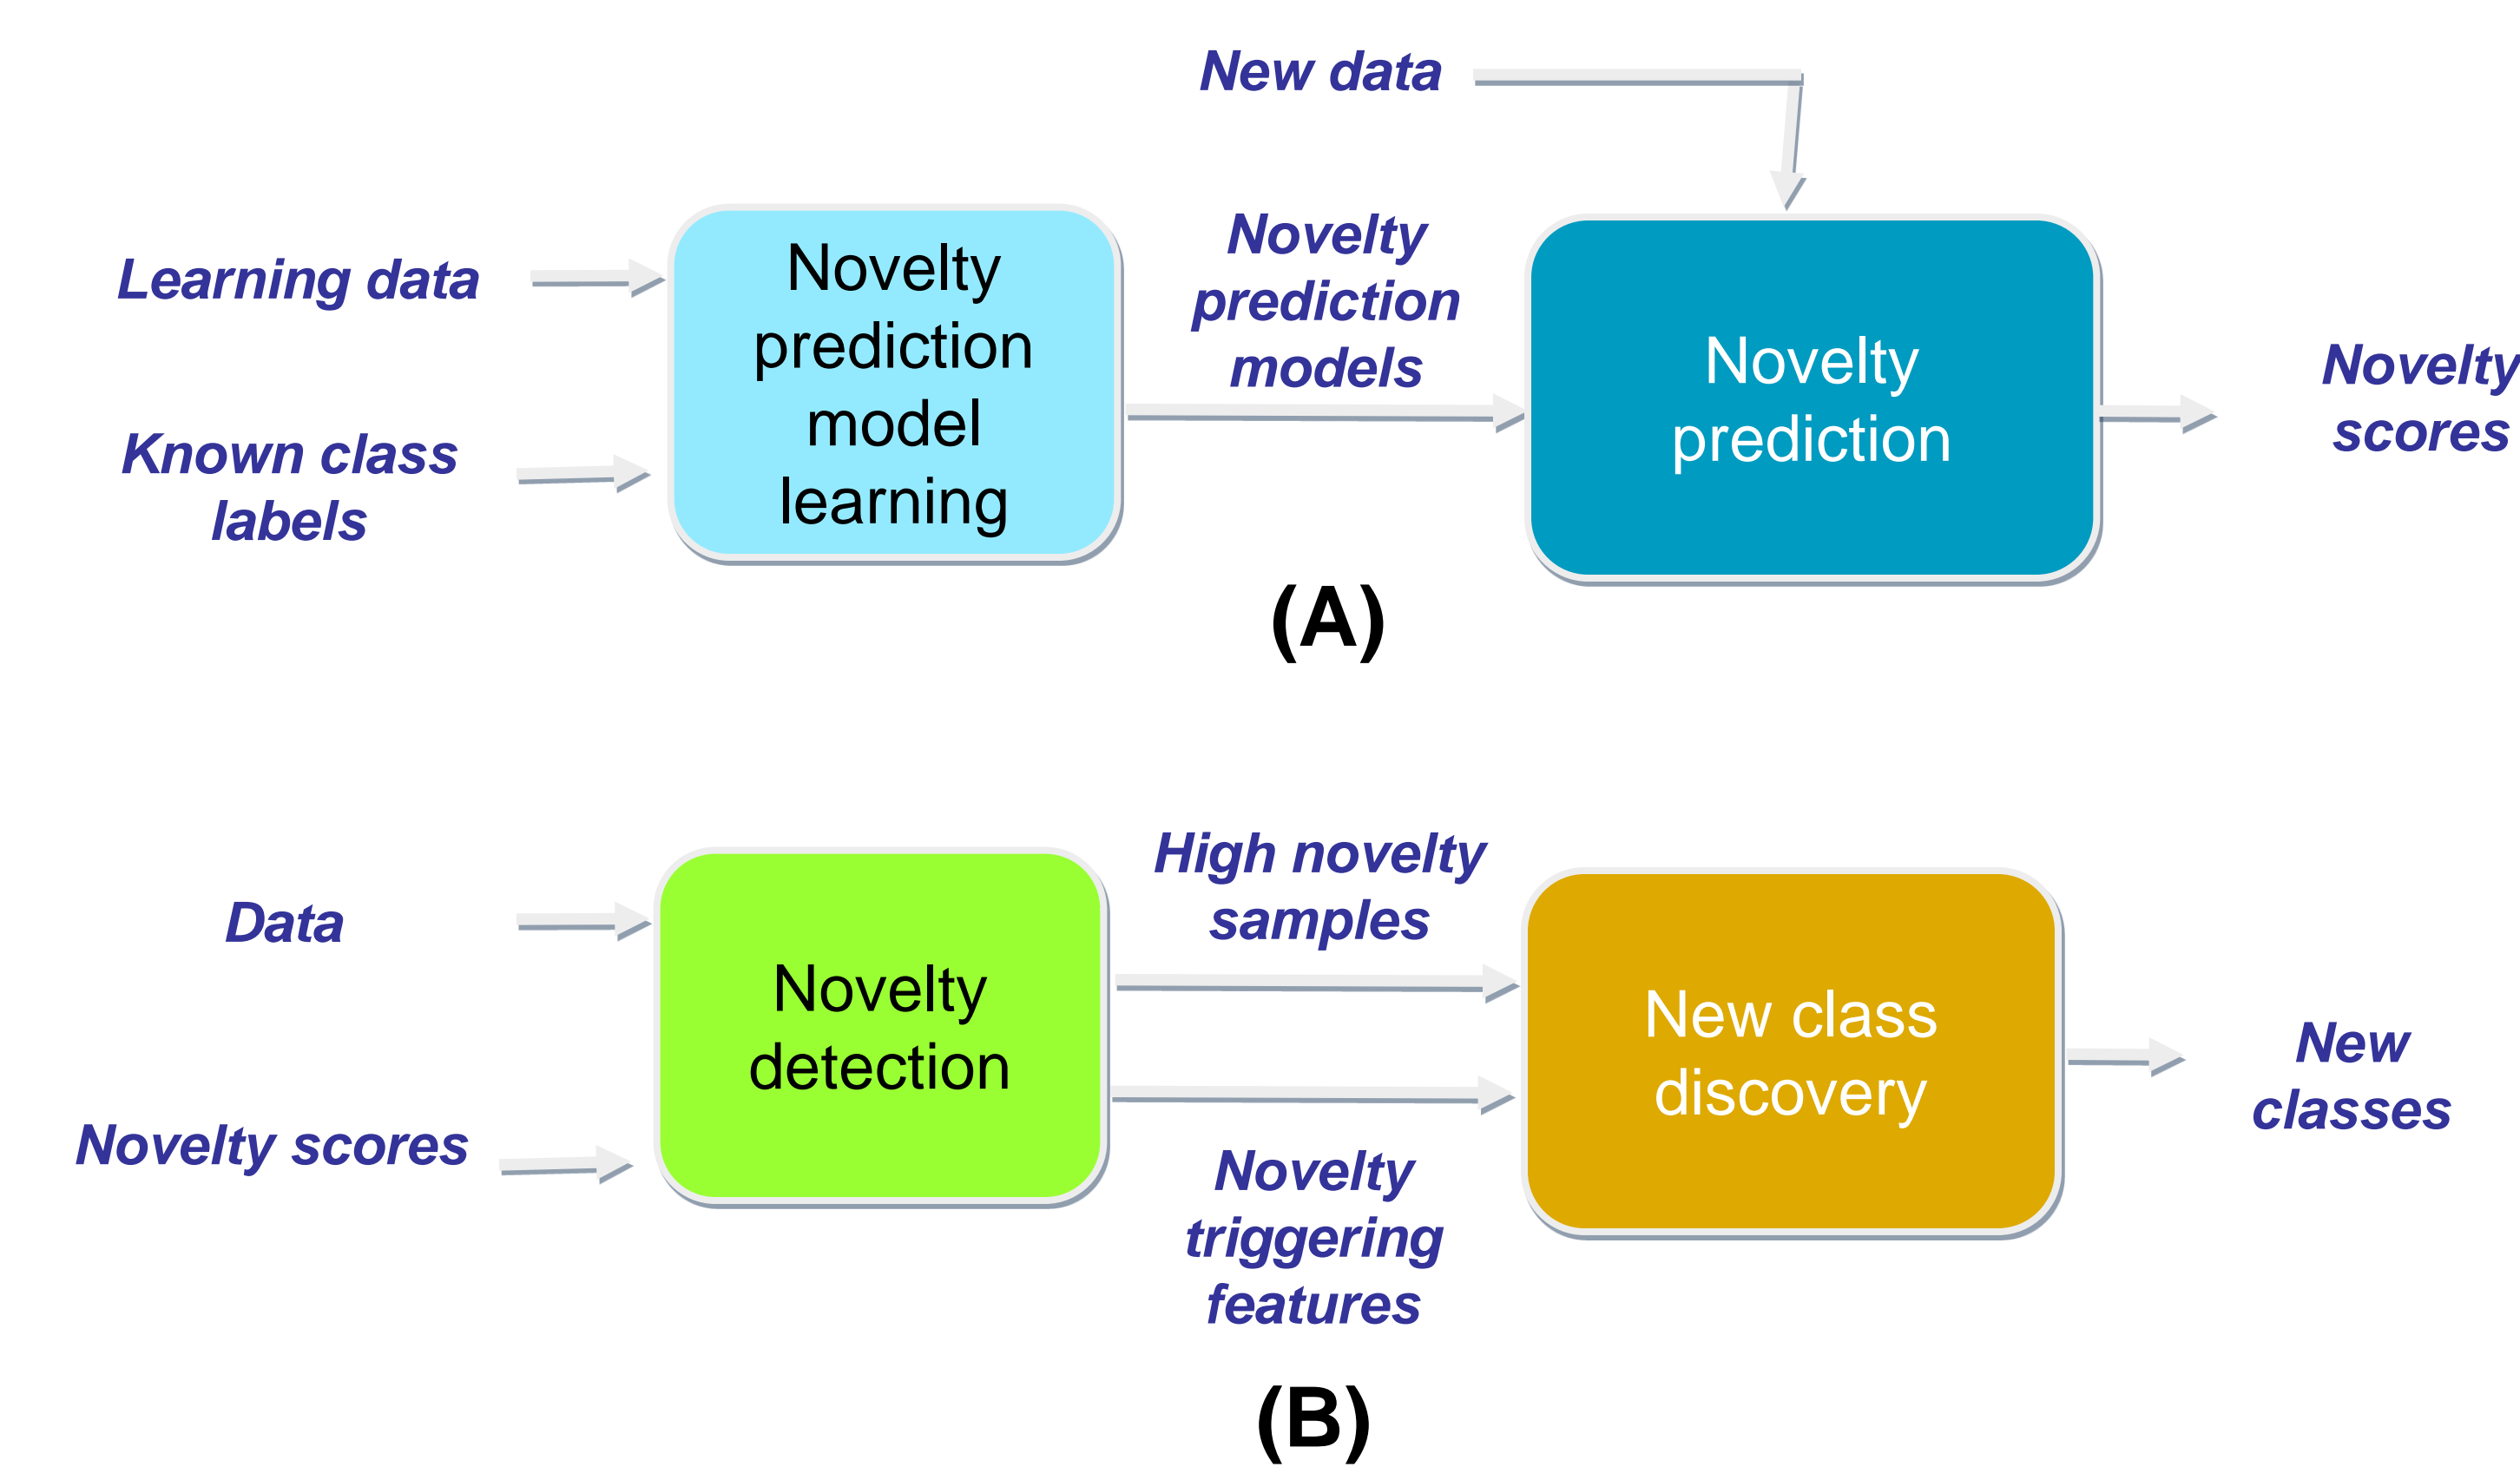 New data
Learning data
Known class
labels
Novelty
prediction
model
learning
Novelty
prediction
models
Novelty
prediction
Novelty
scores
(A)
Data
Novelty scores
Novelty
detection
High novelty
samples
Novelty
triggering
features
New class
discovery
New
classes
(B)